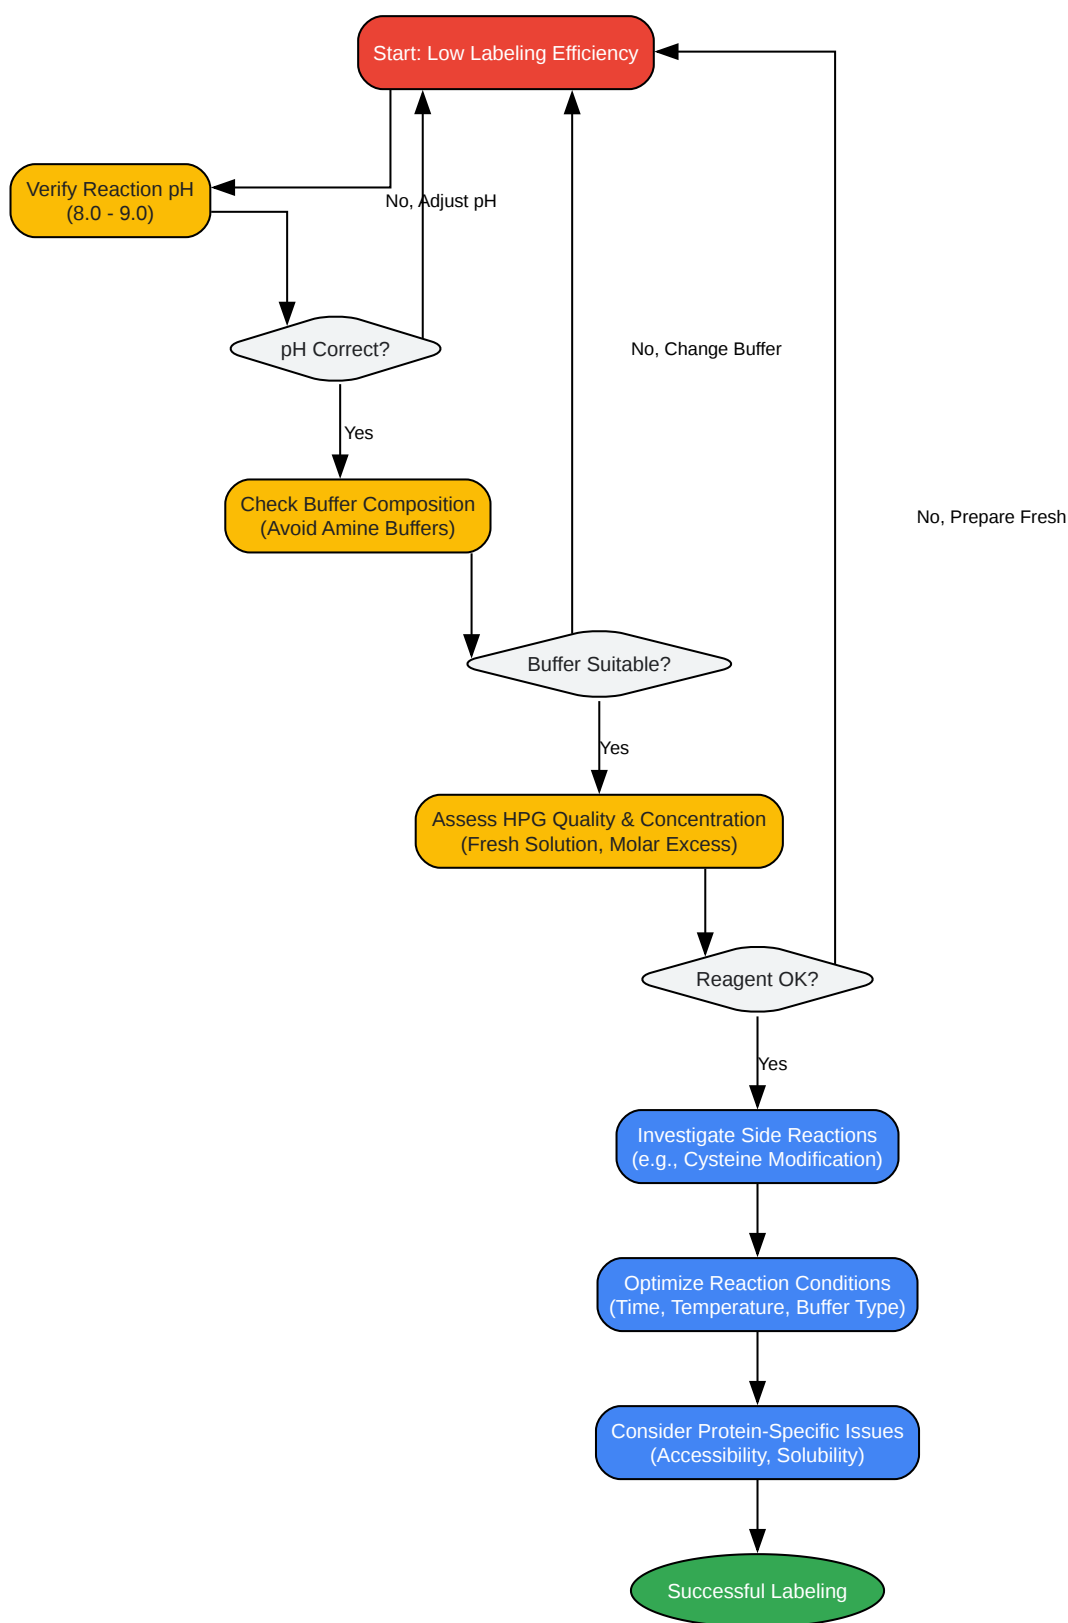 Start: Low Labeling Efficiency
Verify Reaction pH
(8.0 - 9.0)
No, Adjust pH
pH Correct?
No, Change Buffer
Yes
Check Buffer Composition
(Avoid Amine Buffers)
No, Prepare Fresh
Buffer Suitable?
Yes
Assess HPG Quality & Concentration
(Fresh Solution, Molar Excess)
Reagent OK?
Yes
Investigate Side Reactions
(e.g., Cysteine Modification)
Optimize Reaction Conditions
(Time, Temperature, Buffer Type)
Consider Protein-Specific Issues
(Accessibility, Solubility)
Successful Labeling